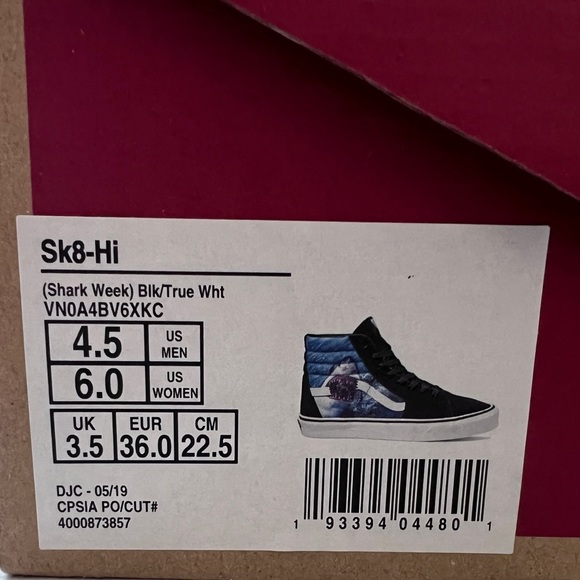 Sk8-Hi
(Shark Week) Blk/True Wht
VN0A4BV6XKC
4.5 US MEN
6.0 US WOMEN
UK EUR CM
3.5 36.0 22.5
DJC - 05/19
CPSIA PO/CUT#
4000873857
1 93394 04480 1